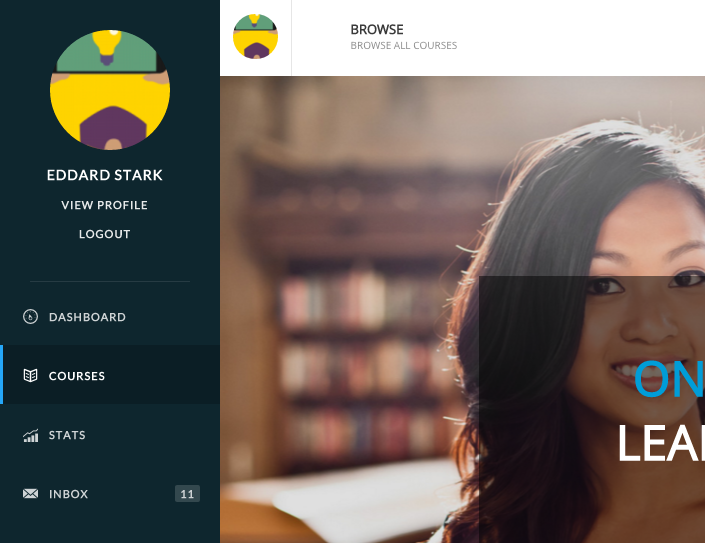 EDDARD STARK
VIEW PROFILE
LOGOUT
DASHBOARD
COURSES
STATS
INBOX 11
BROWSE
BROWSE ALL COURSES
ON
LEA